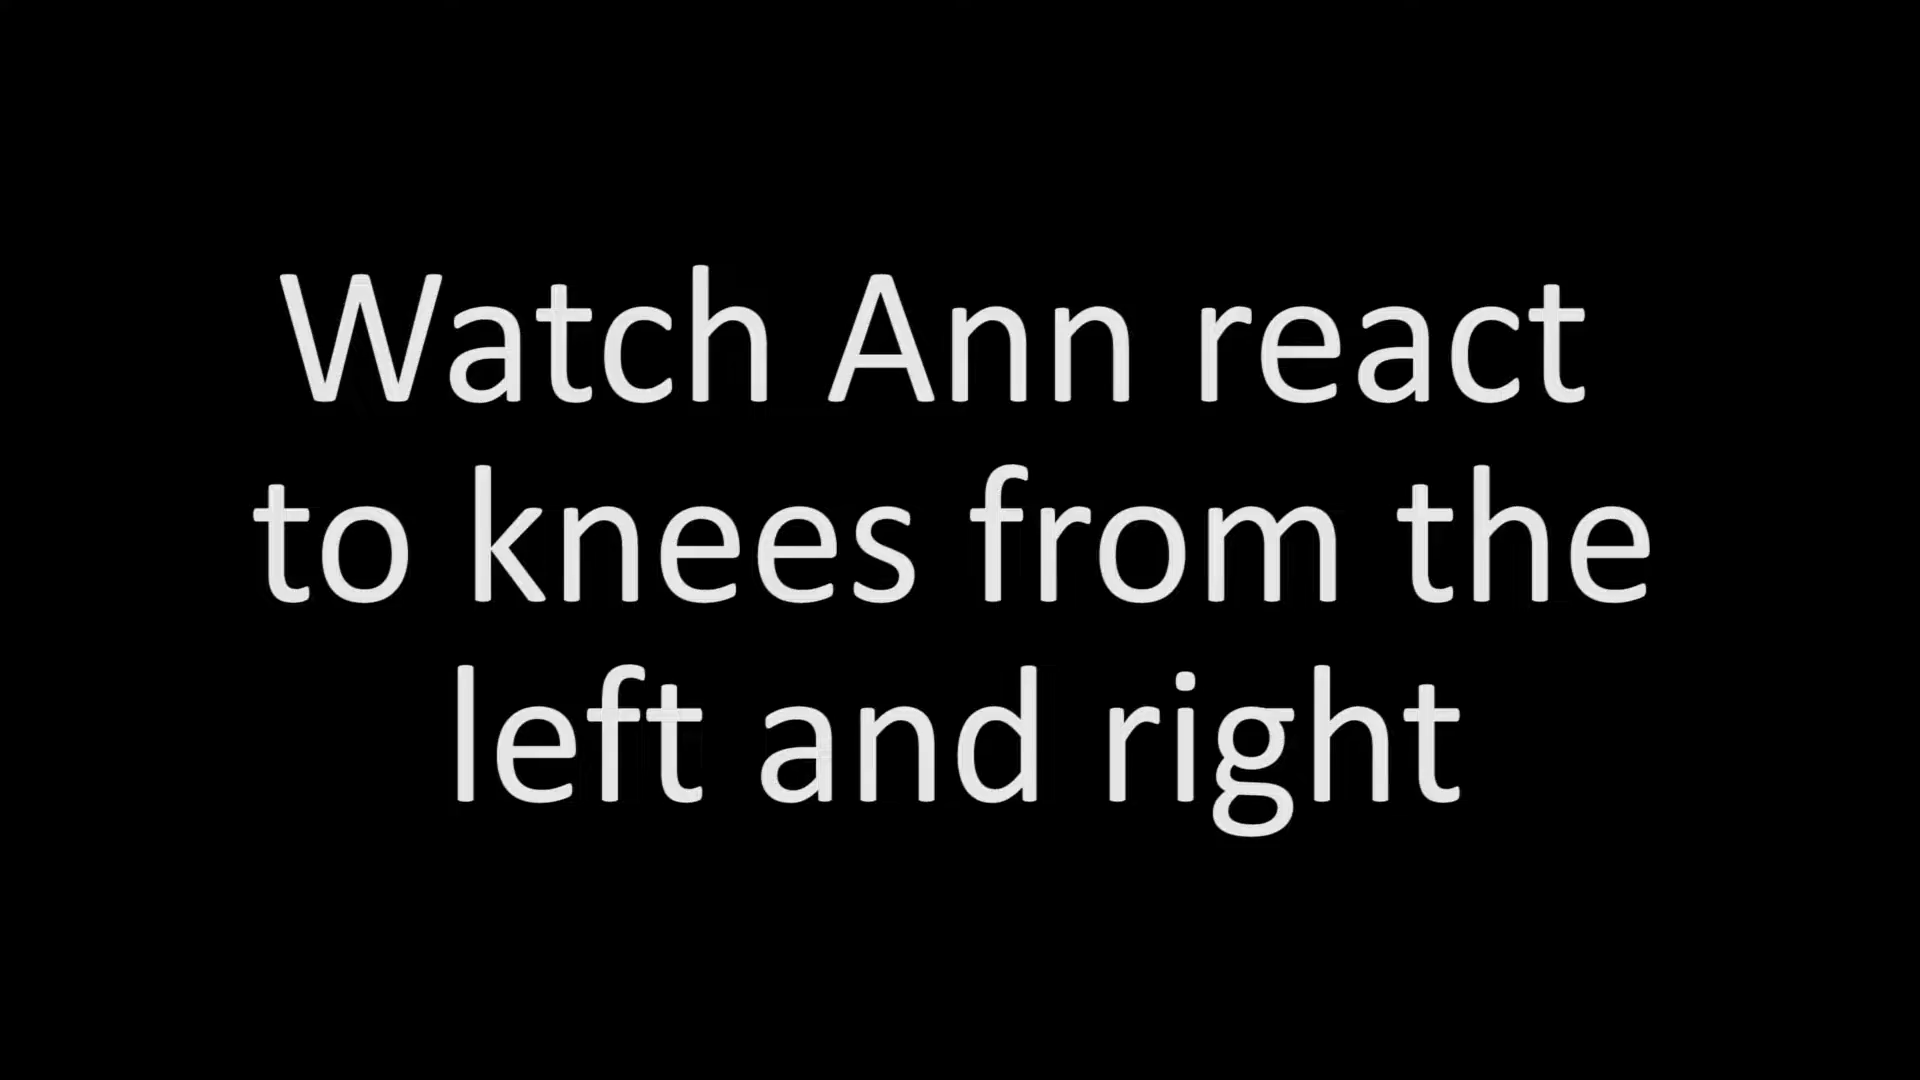 Watch Ann react
to knees from the
left and right